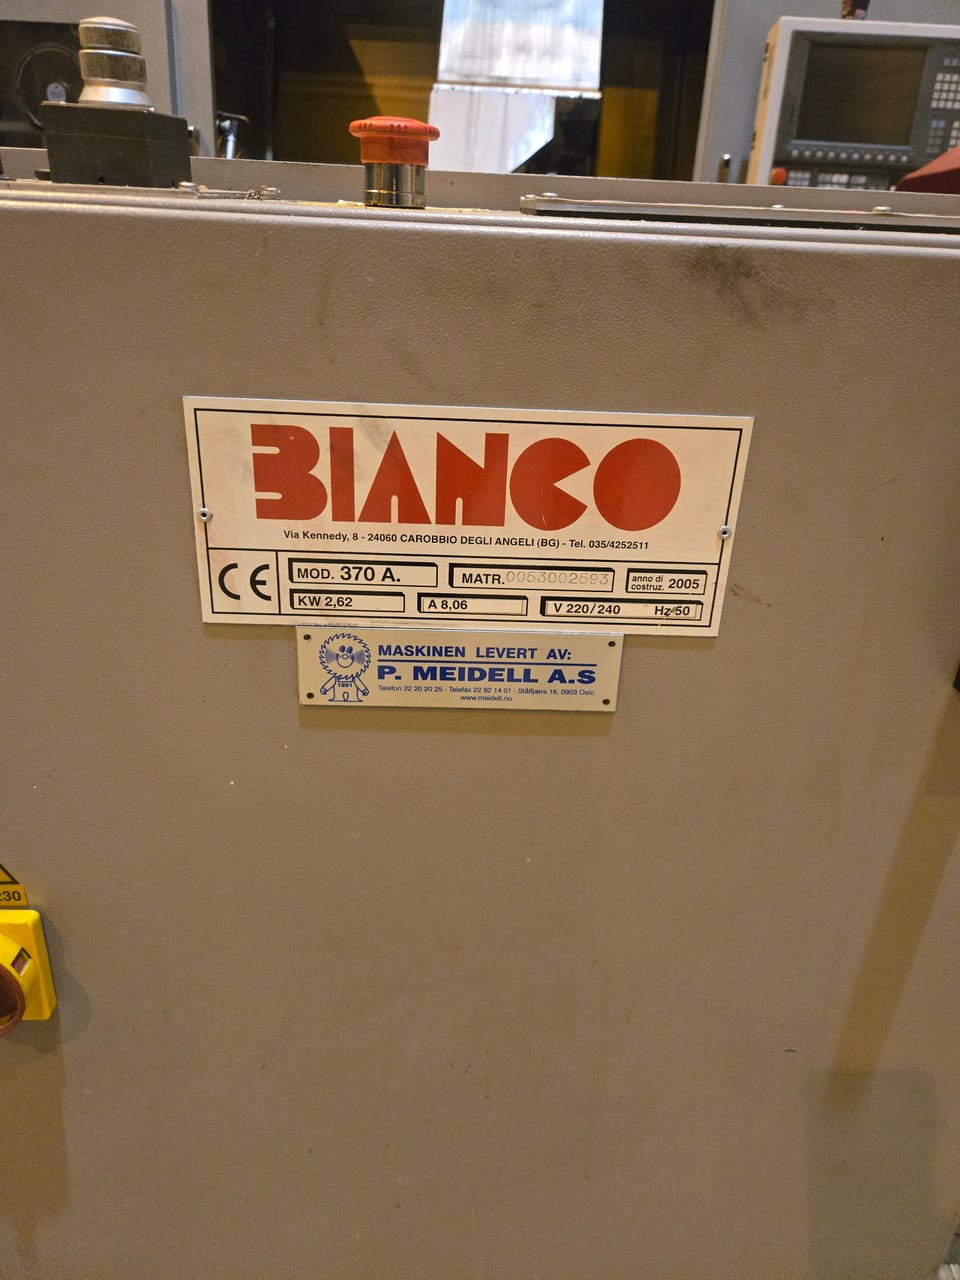 BIANCO
Via Kennedy, 8 - 24060 CAROBBIO DEGLI ANGELI (BG) - Tel. 035/4252511
CE MOD. 370 A. MATR. 0053002593 anno di costruz. 2005
KW 2,62 A 8,06 V 220/240 Hz 50
MASKINEN LEVERT AV:
P. MEIDELL A.S
1891
Telefon 22 20 20 25 - Telefax 22 82 14 01 - Stålfjæra 16, 0903 Oslo
www.meidell.no
230